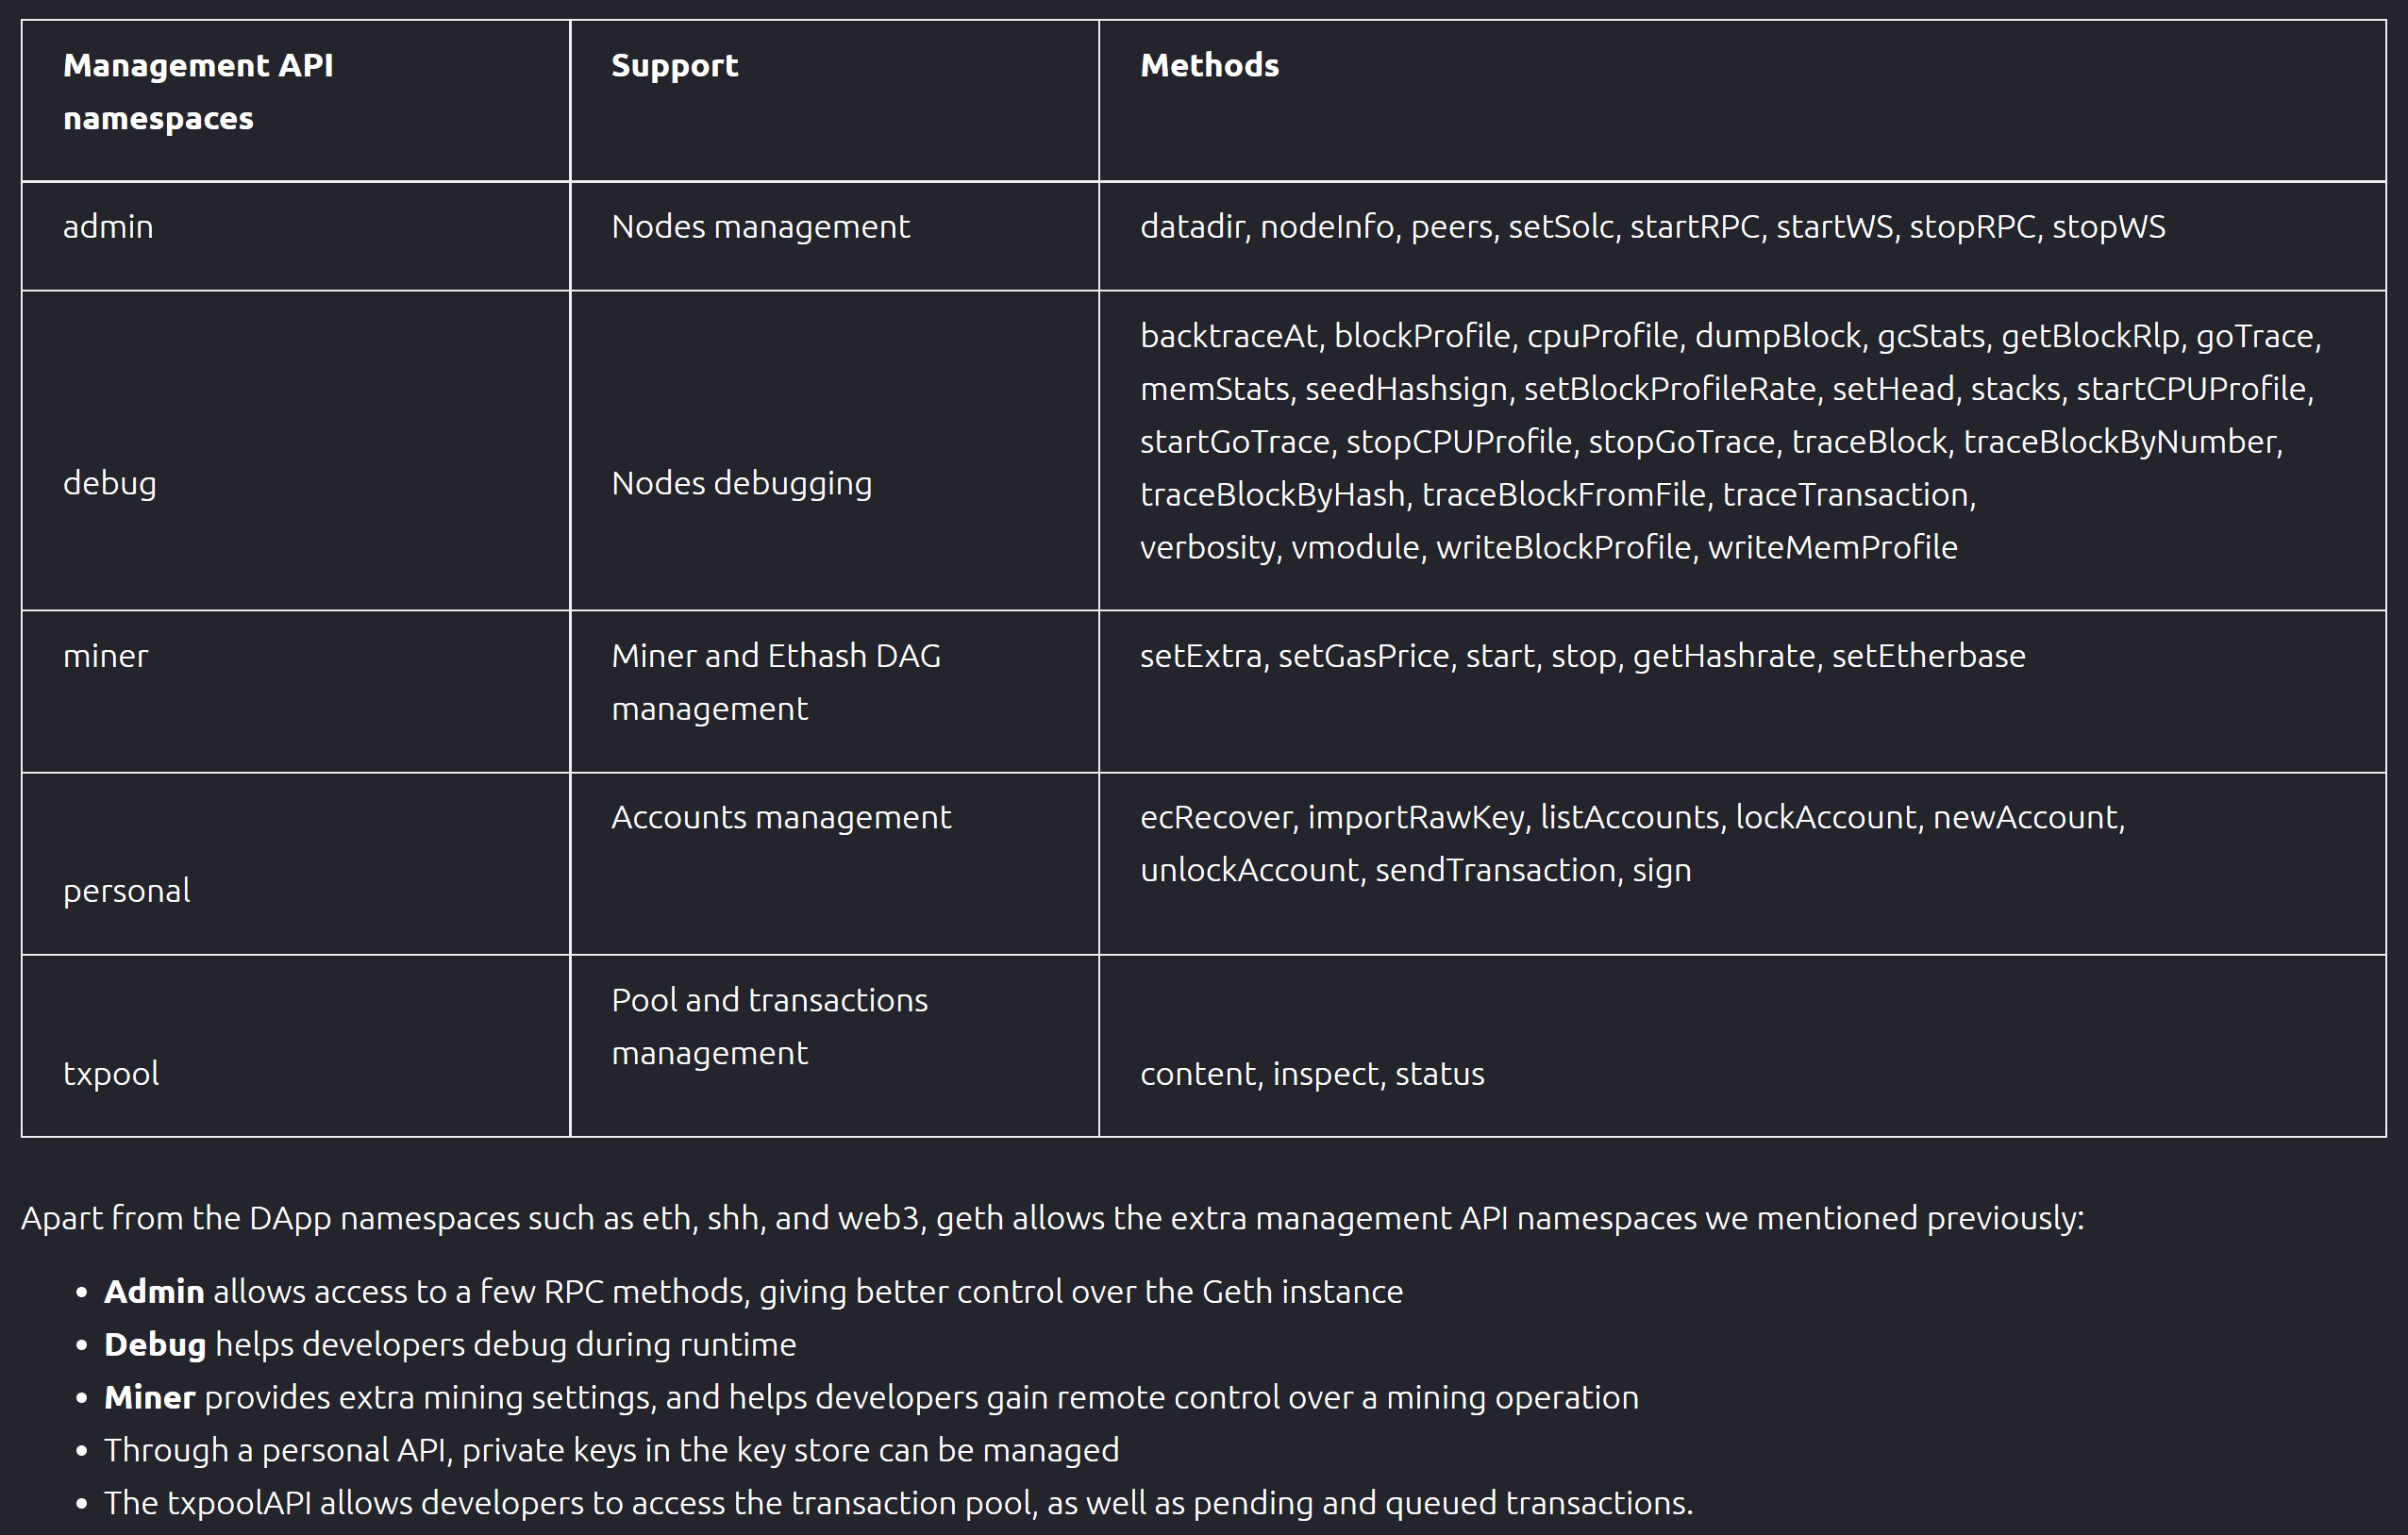 Management API
namespaces
Support
Methods
admin
Nodes management
datadir, nodeInfo, peers, setSolc, startRPC, startWS, stopRPC, stopWS
debug
Nodes debugging
backtraceAt, blockProfile, cpuProfile, dumpBlock, gcStats, getBlockRlp, goTrace,
memStats, seedHashsign, setBlockProfileRate, setHead, stacks, startCPUProfile,
startGoTrace, stopCPUProfile, stopGoTrace, traceBlock, traceBlockByNumber,
traceBlockByHash, traceBlockFromFile, traceTransaction,
verbosity, vmodule, writeBlockProfile, writeMemProfile
miner
Miner and Ethash DAG
management
setExtra, setGasPrice, start, stop, getHashrate, setEtherbase
personal
Accounts management
ecRecover, importRawKey, listAccounts, lockAccount, newAccount,
unlockAccount, sendTransaction, sign
txpool
Pool and transactions
management
content, inspect, status
Apart from the DApp namespaces such as eth, shh, and web3, geth allows the extra management API namespaces we mentioned previously:
• Admin allows access to a few RPC methods, giving better control over the Geth instance
• Debug helps developers debug during runtime
• Miner provides extra mining settings, and helps developers gain remote control over a mining operation
• Through a personal API, private keys in the key store can be managed
• The txpoolAPI allows developers to access the transaction pool, as well as pending and queued transactions.